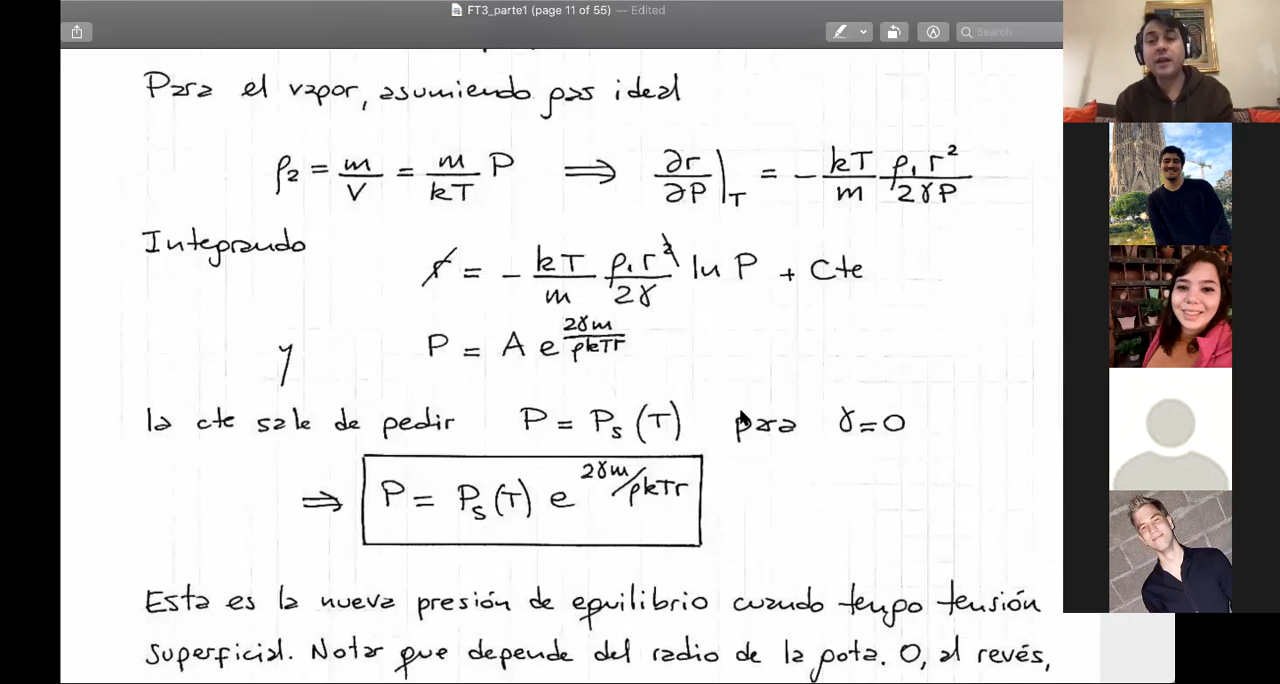 FT3_parte1 (page 11 of 55) — Edited
Search
Para el vapor, asumiendo gas ideal
ρ₂ = m/V = m/kT P ⟹ ∂r/∂P|_T = - kT/m ρ₁r²/2γP
Integrando
r = - kT/m ρ₁r²/2γ ln P + cte
y P = A e^(2γm/ρkTr)
la cte sale de pedir P = Ps(T) para γ=0
⟹ P = Ps(T) e^(2γm/ρkTr)
Esta es la nueva presión de equilibrio cuando tengo tensión
superficial. Notar que depende del radio de la gota. O, al revés,